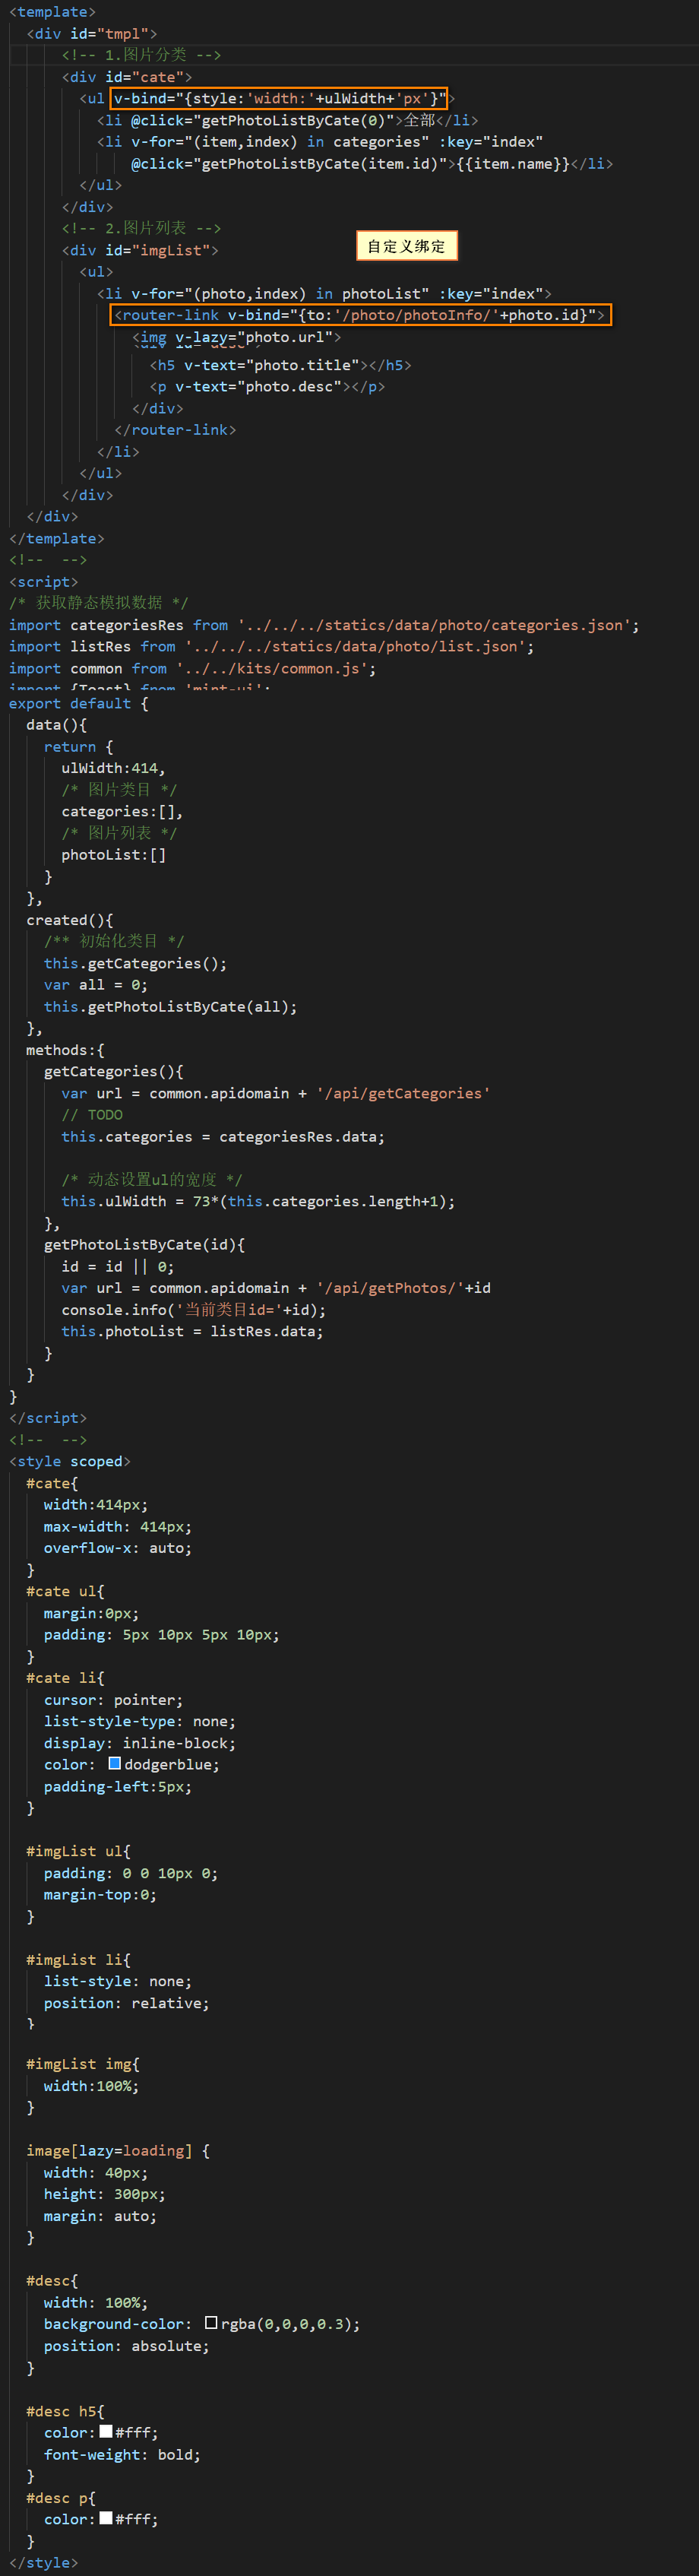 <template>
<div id="tmpl">
<!-- 1.图片分类 -->
<div id="cate">
<ul v-bind="{style:'width:'+ulWidth+'px'}">
<li @click="getPhotoListByCate(0)">全部</li>
<li v-for="(item,index) in categories" :key="index"
@click="getPhotoListByCate(item.id)">{{item.name}}</li>
</ul>
</div>
<!-- 2.图片列表 -->
自定义绑定
<div id="imgList">
<ul>
<li v-for="(photo,index) in photoList" :key="index">
<router-link v-bind="{to:'/photo/photoInfo/'+photo.id}">
<img v-lazy="photo.url">
<h5 v-text="photo.title"></h5>
<p v-text="photo.desc"></p>
</div>
</router-link>
</li>
</ul>
</div>
</div>
</template>
<!--  -->
<script>
/* 获取静态模拟数据 */
import categoriesRes from '../../../statics/data/photo/categories.json';
import listRes from '../../../statics/data/photo/list.json';
import common from '../../kits/common.js';
import {Toast} from 'mint-ui';
export default {
data(){
return {
ulWidth:414,
/* 图片类目 */
categories:[],
/* 图片列表 */
photoList:[]
}
},
created(){
/** 初始化类目 */
this.getCategories();
var all = 0;
this.getPhotoListByCate(all);
},
methods:{
getCategories(){
var url = common.apidomain + '/api/getCategories'
// TODO
this.categories = categoriesRes.data;
/* 动态设置ul的宽度 */
this.ulWidth = 73*(this.categories.length+1);
},
getPhotoListByCate(id){
id = id || 0;
var url = common.apidomain + '/api/getPhotos/'+id
console.info('当前类目id='+id);
this.photoList = listRes.data;
}
}
}
</script>
<!--  -->
<style scoped>
#cate{
width:414px;
max-width: 414px;
overflow-x: auto;
}
#cate ul{
margin:0px;
padding: 5px 10px 5px 10px;
}
#cate li{
cursor: pointer;
list-style-type: none;
display: inline-block;
color: dodgerblue;
padding-left:5px;
}
#imgList ul{
padding: 0 0 10px 0;
margin-top:0;
}
#imgList li{
list-style: none;
position: relative;
}
#imgList img{
width:100%;
}
image[lazy=loading] {
width: 40px;
height: 300px;
margin: auto;
}
#desc{
width: 100%;
background-color: rgba(0,0,0,0.3);
position: absolute;
}
#desc h5{
color:#fff;
font-weight: bold;
}
#desc p{
color:#fff;
}
</style>